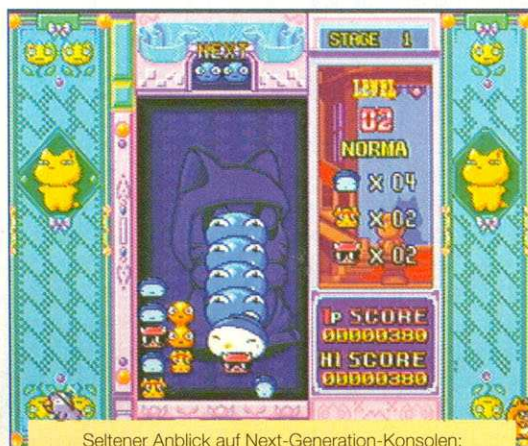 NEXT
STAGE 1
LEVEL
02
NORMA
X 04
X 02
X 02
1P SCORE
00000380
HI SCORE
00000380
Seltener Anblick auf Next-Generation-Konsolen: